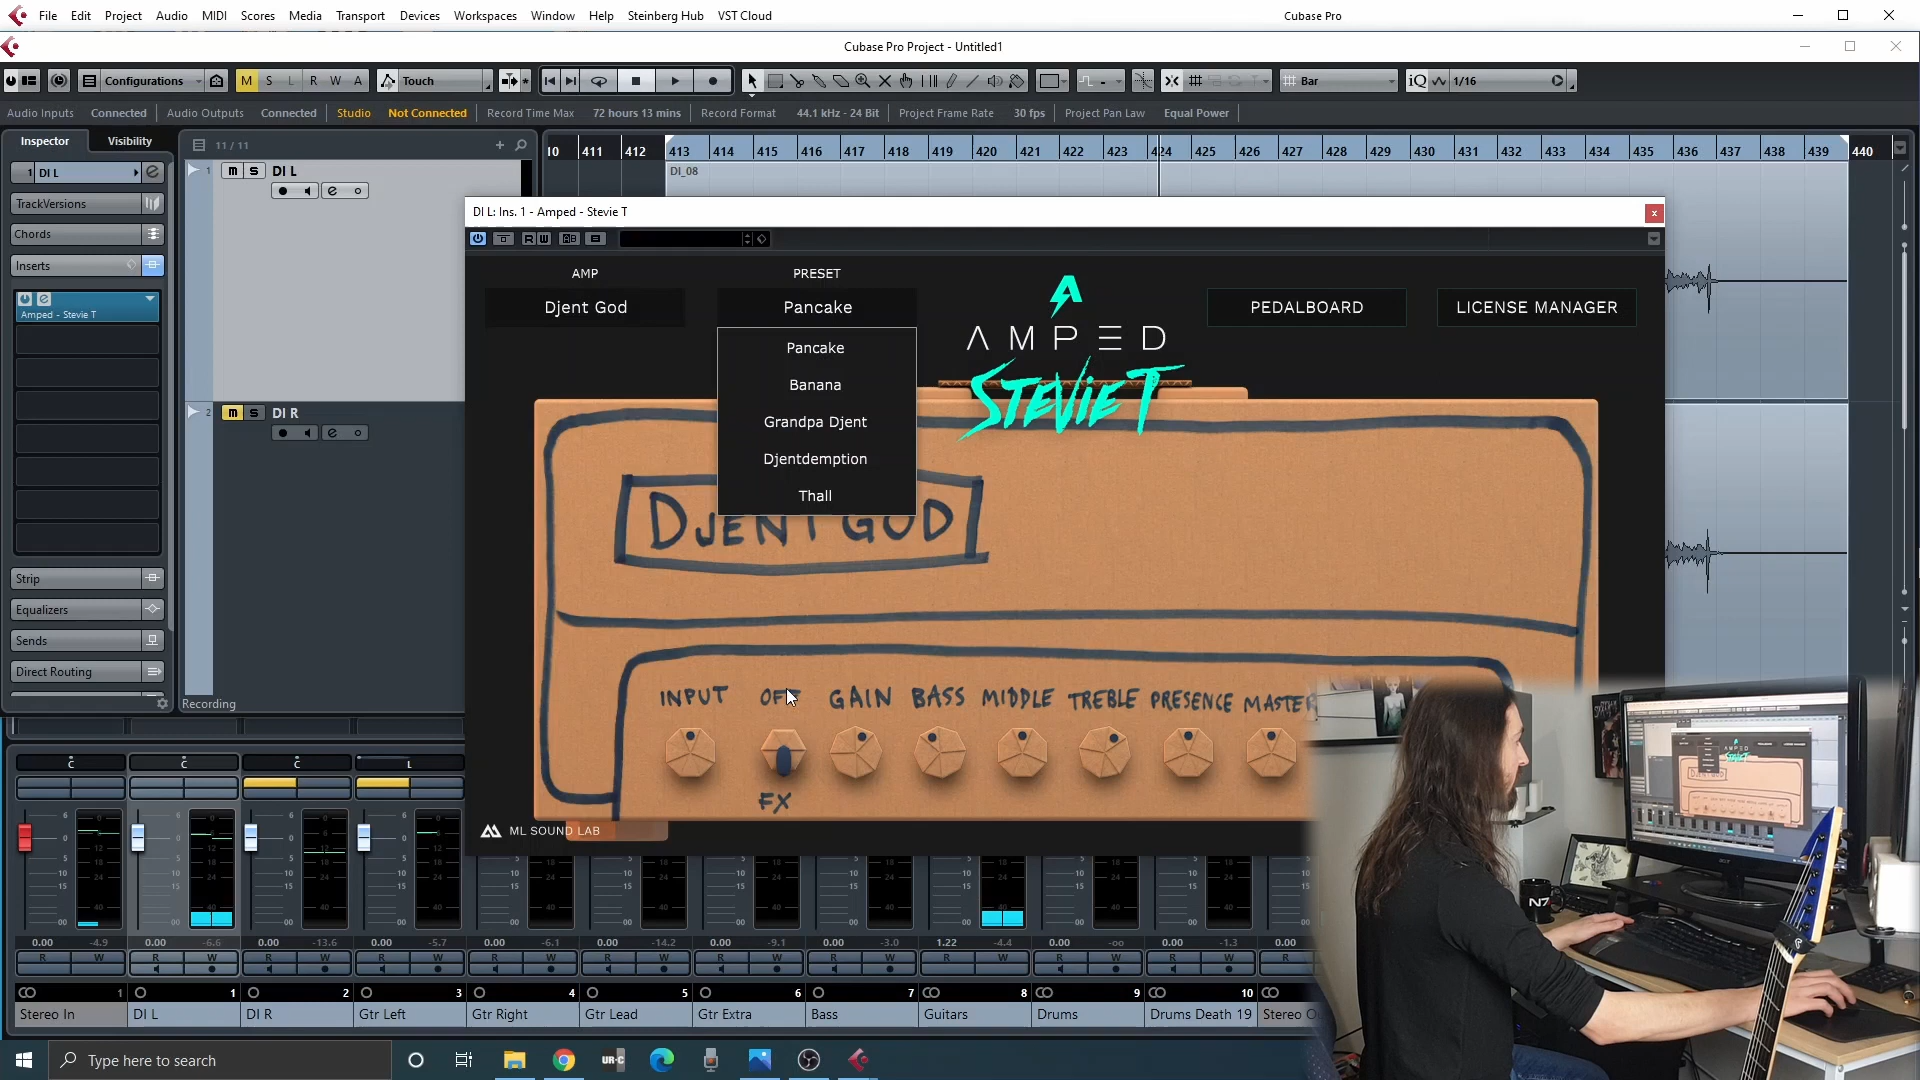 File Edit Project Audio MIDI Scores Media Transport Devices Workspaces Window Help Steinberg Hub VST Cloud Cubase Pro
Cubase Pro Project - Untitled1
Configurations M S L R W A Touch Bar iQ 1/16
Audio Inputs Connected Audio Outputs Connected Studio Not Connected Record Time Max 72 hours 13 mins Record Format 44.1 kHz - 24 Bit Project Frame Rate 30 fps Project Pan Law Equal Power
Inspector Visibility 11 / 11
10 411 412 413 414 415 416 417 418 419 420 421 422 423 424 425 426 427 428 429 430 431 432 433 434 435 436 437 438 439 440
1 DI L
1 m s DI L
DI_08
TrackVersions
Chords
Inserts
Amped - Stevie T
2 m s DI R
Strip
Equalizers
Sends
Direct Routing
Recording
DI L: Ins. 1 - Amped - Stevie T
R W
AMP PRESET
Djent God Pancake PEDALBOARD LICENSE MANAGER
Pancake
Banana
Grandpa Djent
Djentdemption
Thall
AMPED
STEVIE T
DJENT GOD
INPUT OFF GAIN BASS MIDDLE TREBLE PRESENCE MASTER
FX
ML SOUND LAB
N7
C C C L
0.00 -4.9 0.00 -6.6 0.00 -13.6 0.00 -5.7 0.00 -6.1 0.00 -14.2 0.00 -9.1 0.00 -3.0 1.22 -4.4 0.00 -oo 0.00 -1.3 0.00
R W R W R W R W R W R W R W R W R W R W R W R
1 1 2 3 4 5 6 7 8 9 10
Stereo In DI L DI R Gtr Left Gtr Right Gtr Lead Gtr Extra Bass Guitars Drums Drums Death 19 Stereo
Type here to search
UR-C